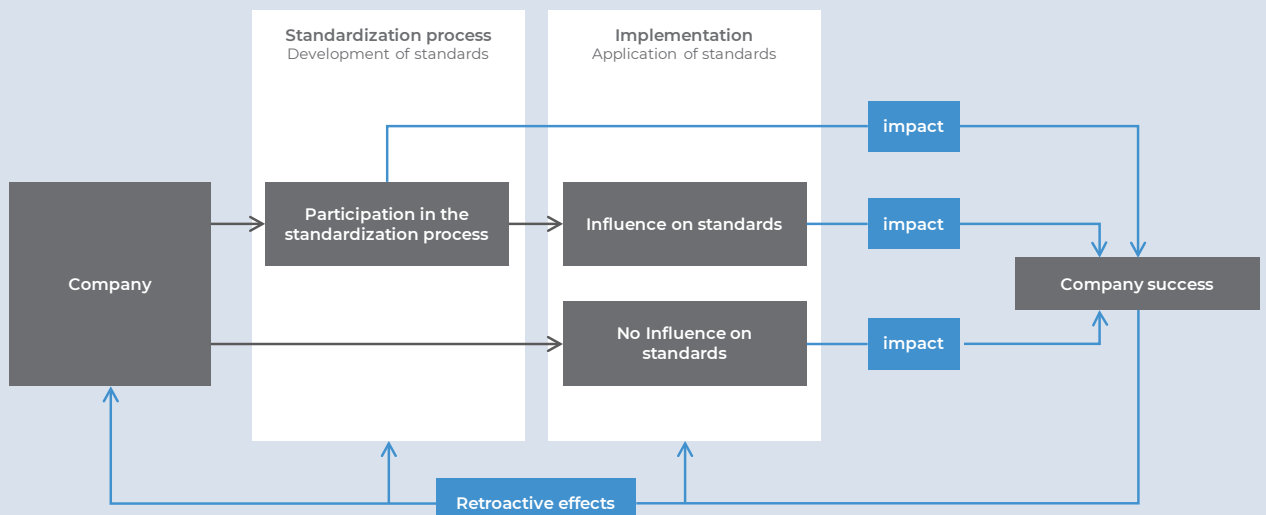 Standardization process
Development of standards
Implementation
Application of standards
impact
Participation in the
standardization process
Influence on standards
impact
Company
Company success
No Influence on
standards
impact
Retroactive effects